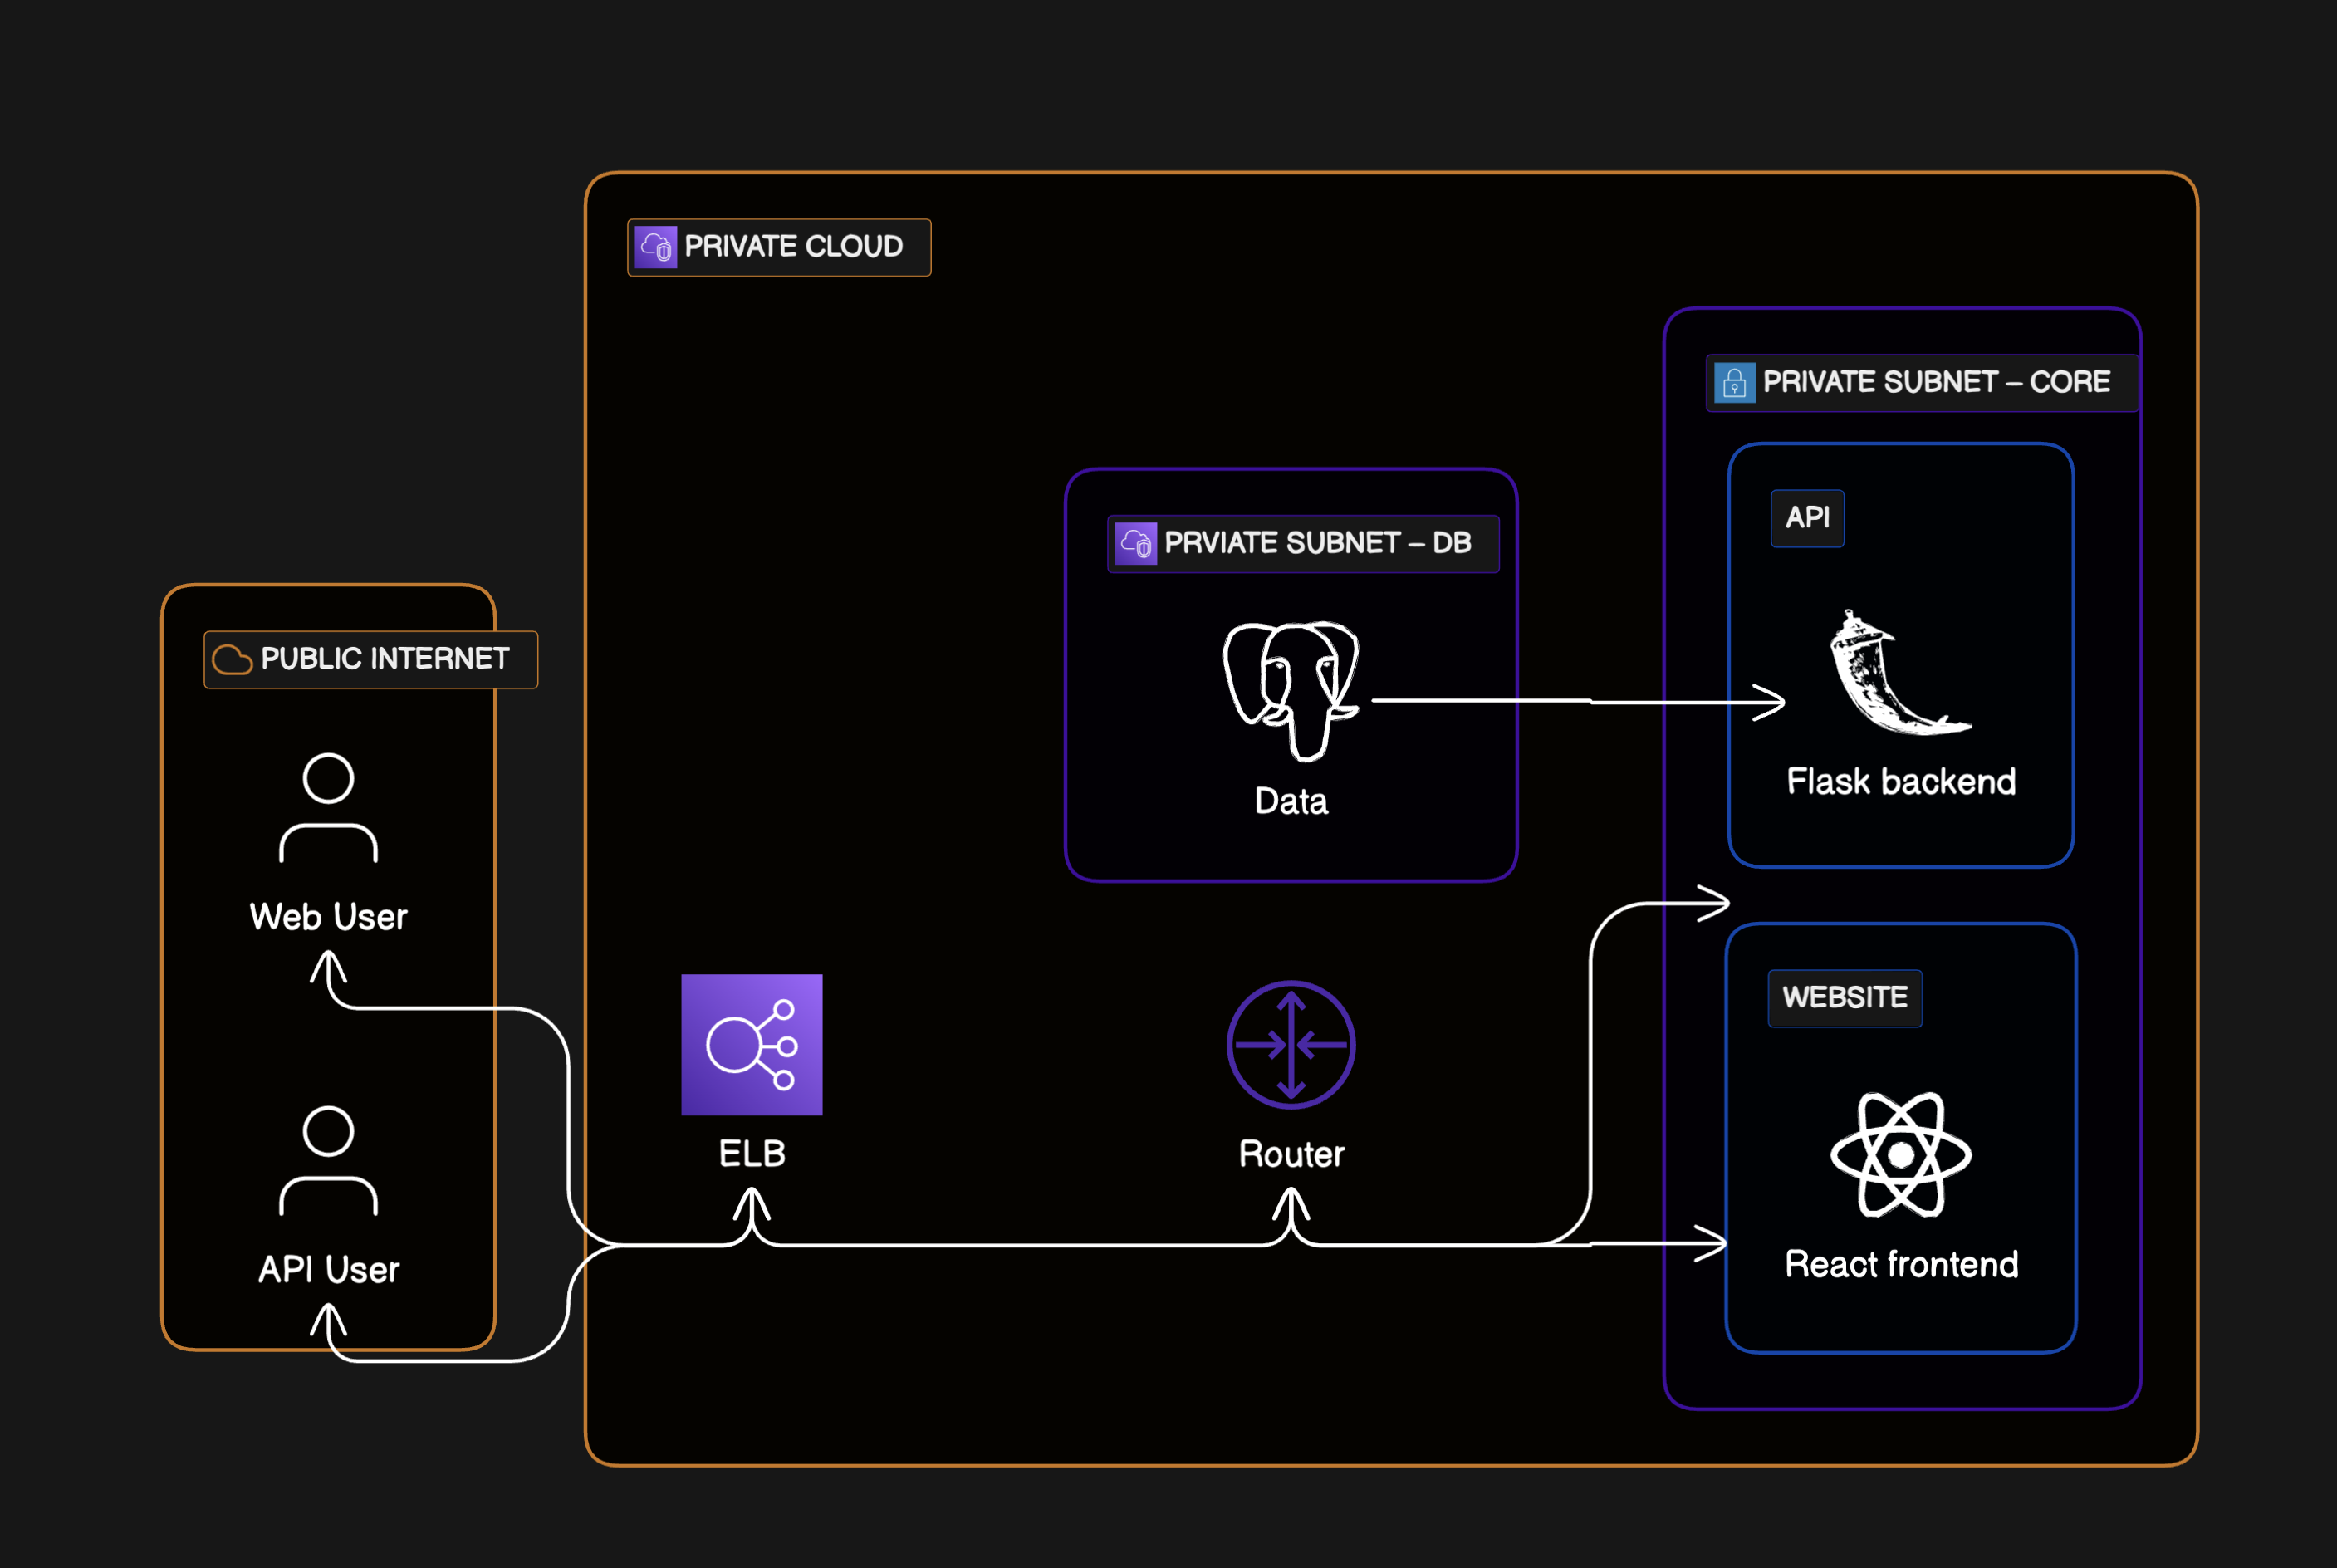 PRIVATE CLOUD
PRIVATE SUBNET – CORE
API
PRVIATE SUBNET – DB
PUBLIC INTERNET
Flask backend
Data
Web User
WEBSITE
ELB
Router
API User
React frontend